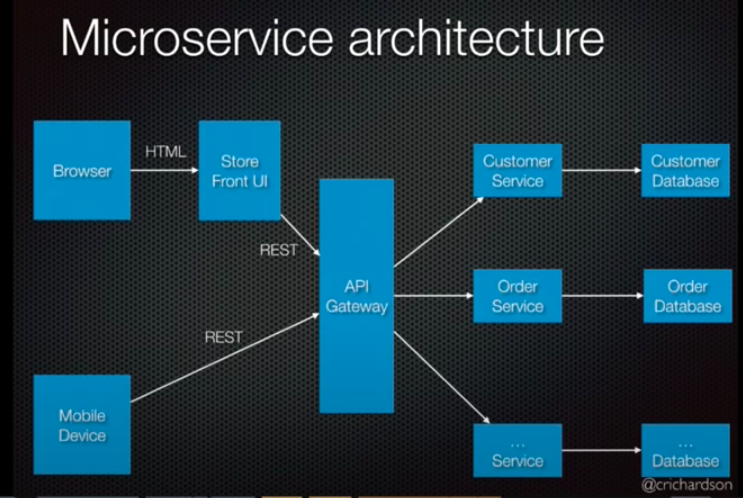 Microservice architecture
Browser
HTML
Store
Front UI
REST
REST
Mobile
Device
API
Gateway
Customer
Service
Customer
Database
Order
Service
Order
Database
...
Service
...
Database
@crichardson